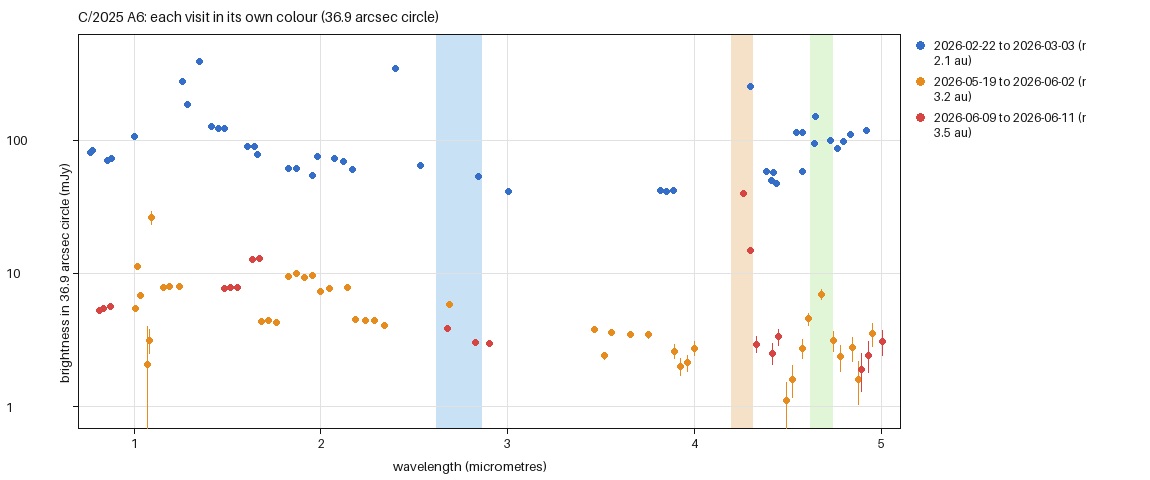 C/2025 A6: each visit in its own colour (36.9 arcsec circle)
2026-02-22 to 2026-03-03 (r
2.1 au)
2026-05-19 to 2026-06-02 (r
3.2 au)
2026-06-09 to 2026-06-11 (r
3.5 au)
brightness in 36.9 arcsec circle (mJy)
100
10
1
1
2
3
4
5
wavelength (micrometres)